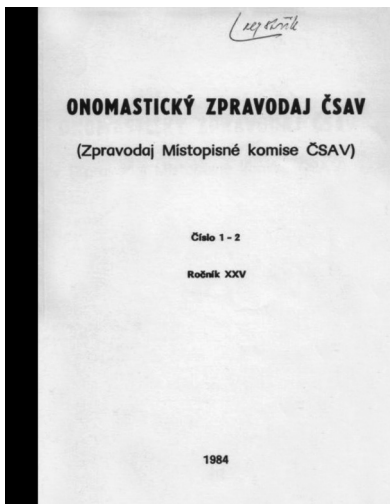 ONOMASTICKÝ ZPRAVODAJ ČSAV
(Zpravodaj Místopisné komise ČSAV)
Číslo 1 - 2
Ročník XXV
1984